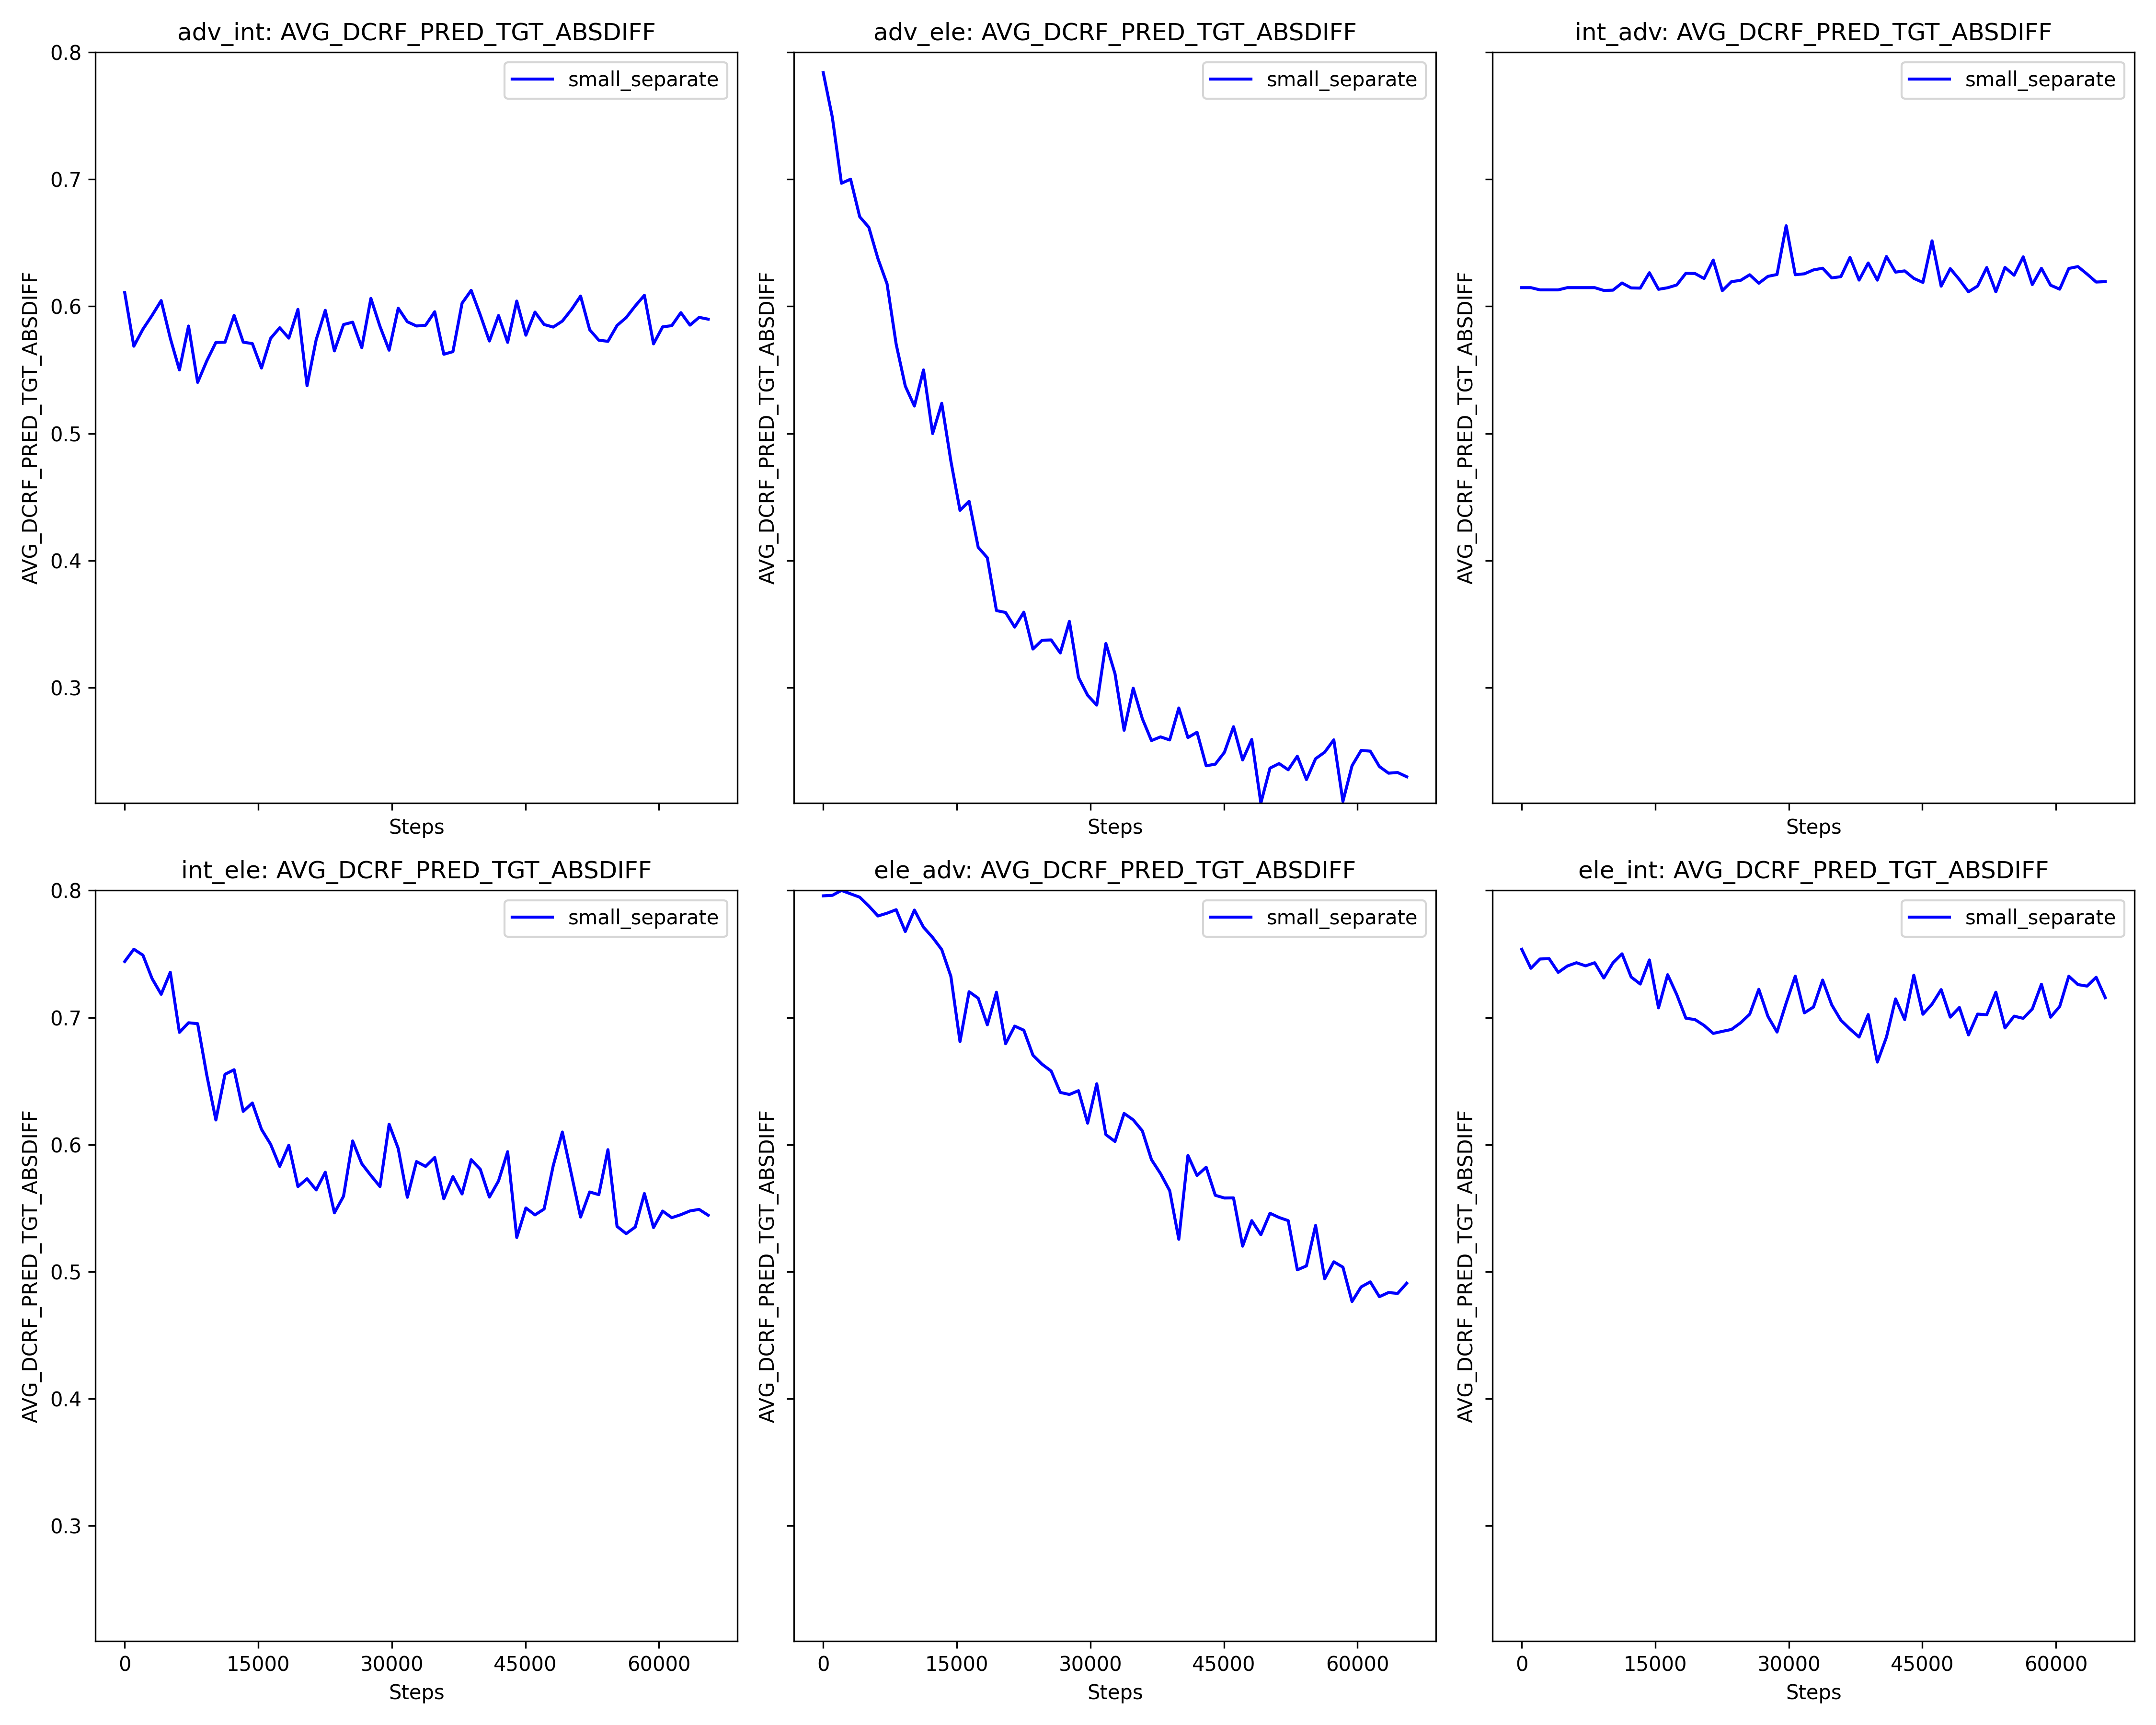 adv_int: AVG_DCRF_PRED_TGT_ABSDIFF
adv_ele: AVG_DCRF_PRED_TGT_ABSDIFF
int_adv: AVG_DCRF_PRED_TGT_ABSDIFF
small_separate
small_separate
small_separate
0.8
0.7
0.6
0.5
0.4
0.3
AVG_DCRF_PRED_TGT_ABSDIFF
AVG_DCRF_PRED_TGT_ABSDIFF
AVG_DCRF_PRED_TGT_ABSDIFF
Steps
Steps
Steps
int_ele: AVG_DCRF_PRED_TGT_ABSDIFF
ele_adv: AVG_DCRF_PRED_TGT_ABSDIFF
ele_int: AVG_DCRF_PRED_TGT_ABSDIFF
small_separate
small_separate
small_separate
0.8
0.7
0.6
0.5
0.4
0.3
AVG_DCRF_PRED_TGT_ABSDIFF
AVG_DCRF_PRED_TGT_ABSDIFF
AVG_DCRF_PRED_TGT_ABSDIFF
0 15000 30000 45000 60000
0 15000 30000 45000 60000
0 15000 30000 45000 60000
Steps
Steps
Steps